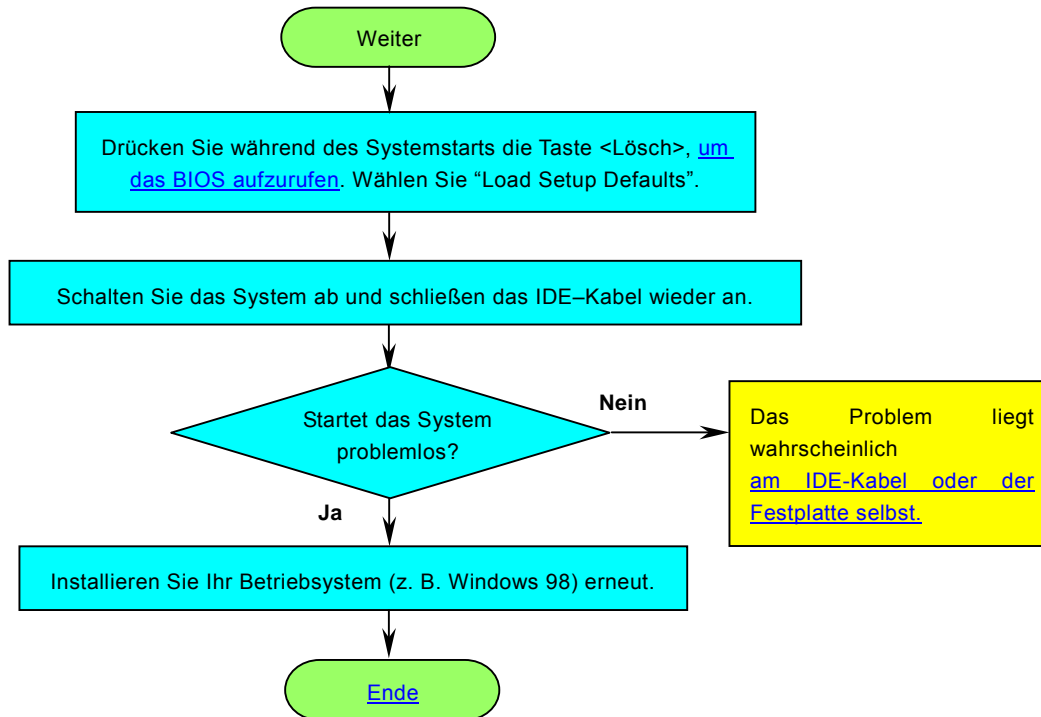 Weiter
Drücken Sie während des Systemstarts die Taste <Lösch>, um
das BIOS aufzurufen. Wählen Sie “Load Setup Defaults”.
Schalten Sie das System ab und schließen das IDE–Kabel wieder an.
Startet das System
problemlos?
Nein
Das Problem liegt
wahrscheinlich
am IDE-Kabel oder der
Festplatte selbst.
Ja
Installieren Sie Ihr Betriebsystem (z. B. Windows 98) erneut.
Ende